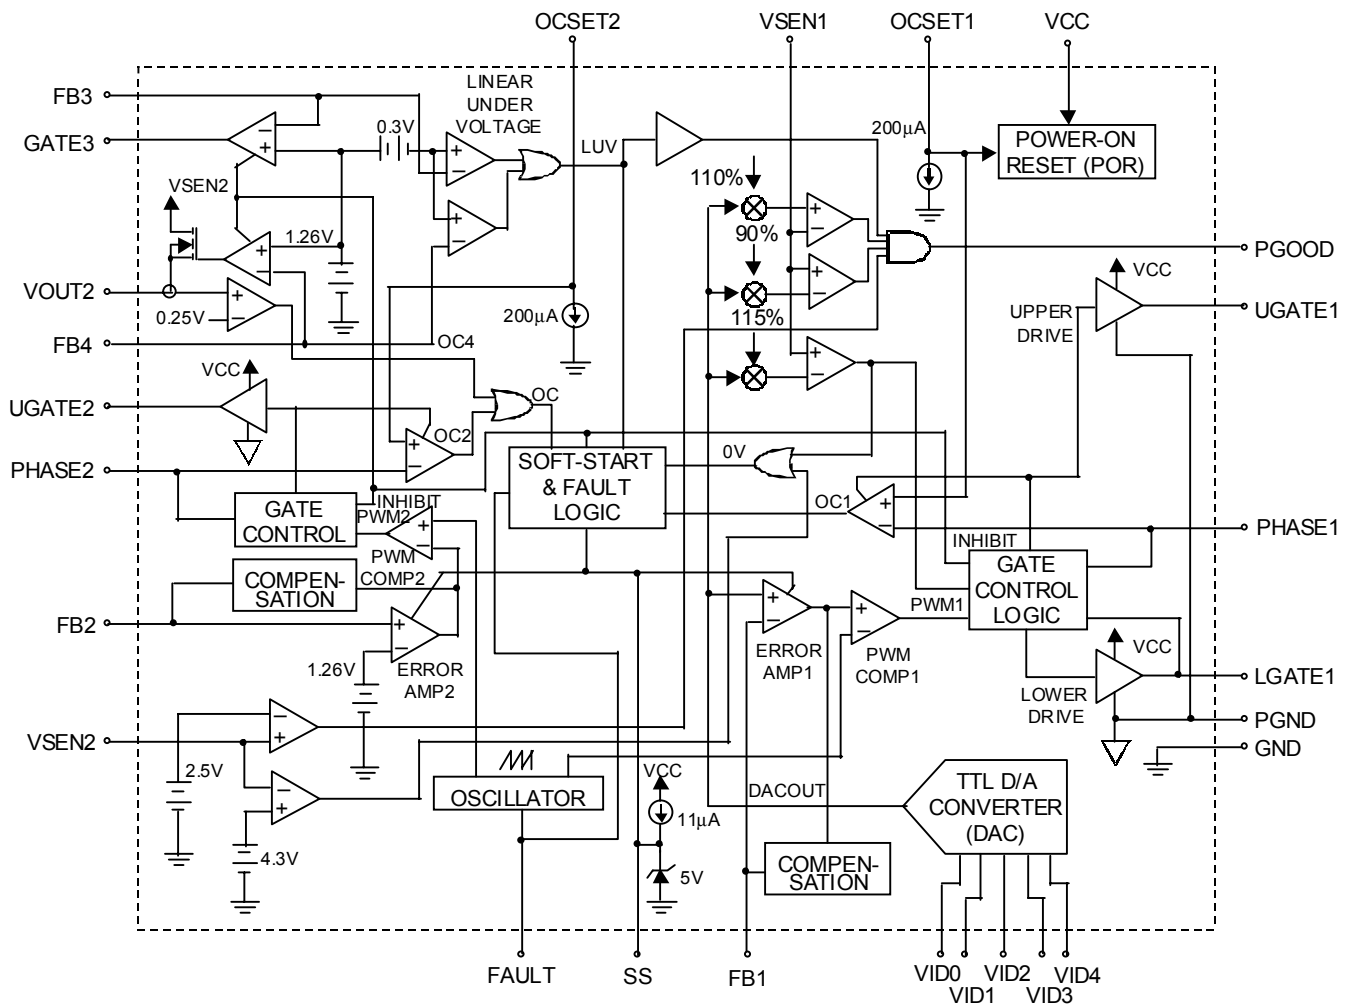 OCSET2
VSEN1
OCSET1
VCC
FB3
LINEAR
UNDER
VOLTAGE
GATE3
0.3V
LUV
200µA
POWER-ON
RESET (POR)
VSEN2
110%
90%
1.26V
PGOOD
VCC
VOUT2
0.25V
200µA
115%
UPPER
DRIVE
UGATE1
FB4
OC4
VCC
UGATE2
OC
OC2
PHASE2
0V
SOFT-START
& FAULT
LOGIC
INHIBIT
PWM2
GATE
CONTROL
OC1
PHASE1
PWM
COMP2
INHIBIT
GATE
CONTROL
LOGIC
COMPEN-
SATION
PWM1
FB2
ERROR
AMP1
PWM
COMP1
VCC
1.26V
ERROR
AMP2
LGATE1
LOWER
DRIVE
PGND
VSEN2
GND
2.5V
OSCILLATOR
VCC
11µA
DACOUT
TTL D/A
CONVERTER
(DAC)
4.3V
5V
COMPEN-
SATION
FAULT
SS
FB1
VID0
VID1
VID2
VID3
VID4